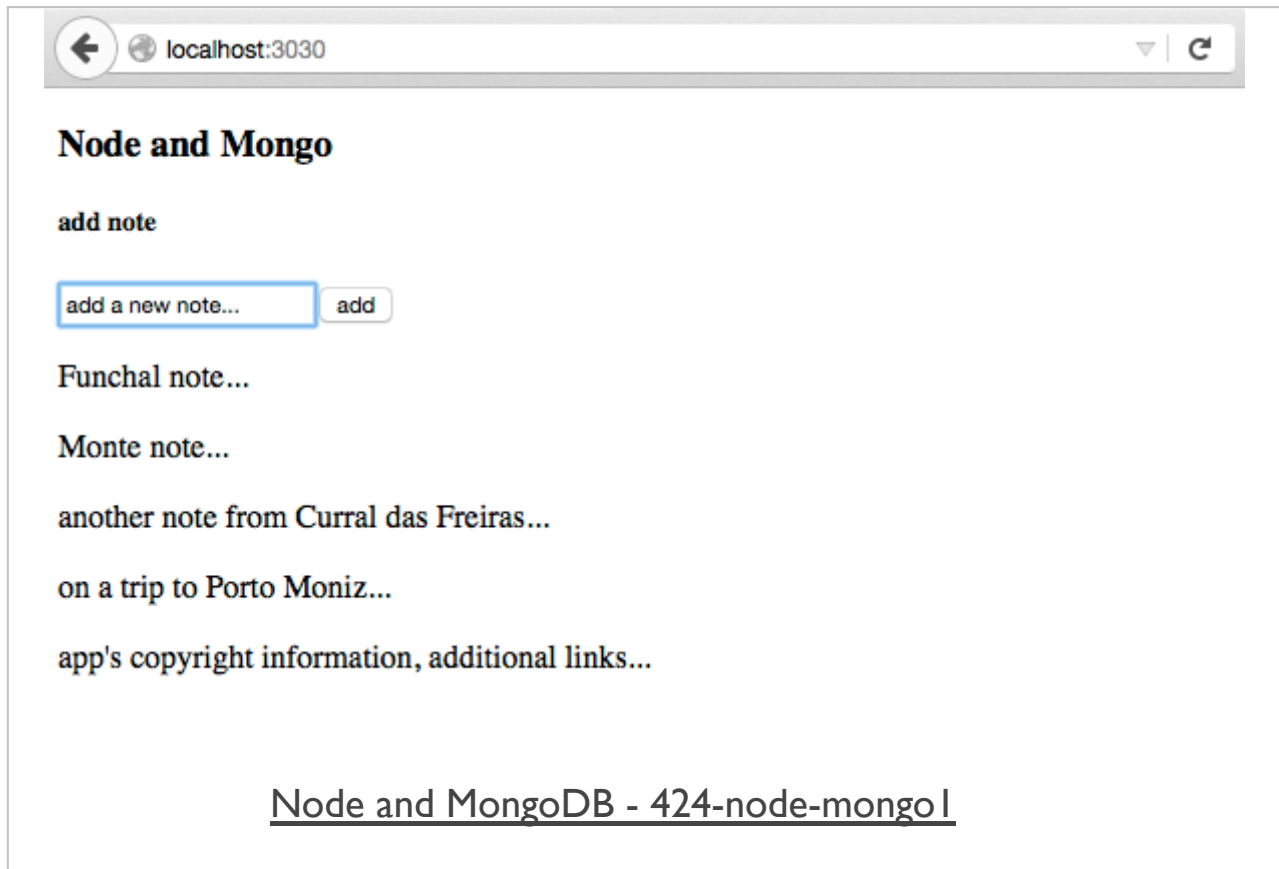 localhost:3030
Node and Mongo
add note
add a new note... add
Funchal note...
Monte note...
another note from Curral das Freiras...
on a trip to Porto Moniz...
app's copyright information, additional links...
Node and MongoDB - 424-node-mongo1